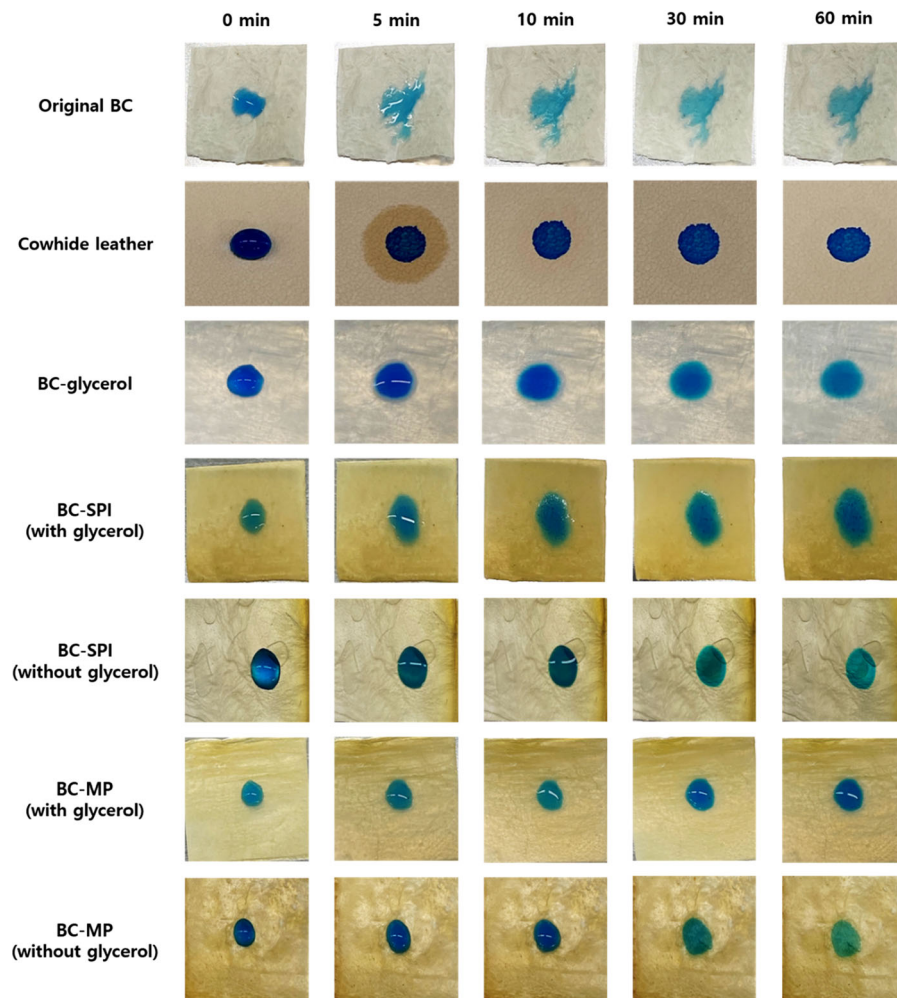 0 min 5 min 10 min 30 min 60 min
Original BC
Cowhide leather
BC-glycerol
BC-SPI
(with glycerol)
BC-SPI
(without glycerol)
BC-MP
(with glycerol)
BC-MP
(without glycerol)